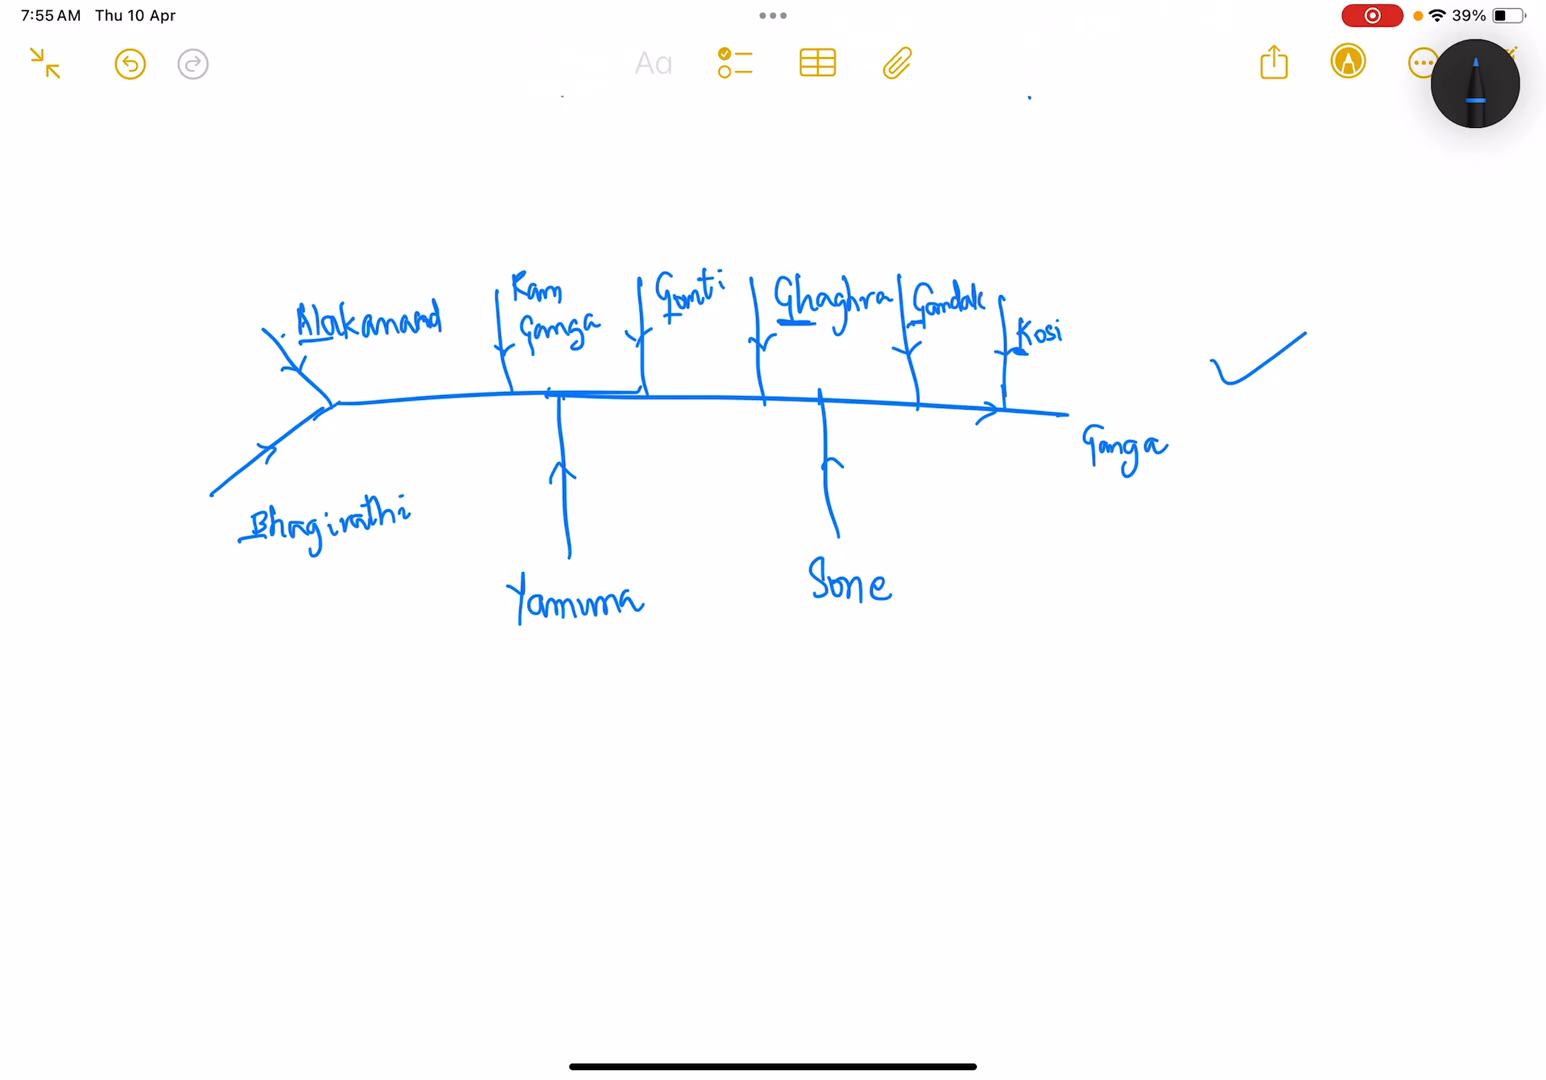 7:55 AM Thu 10 Apr
39%
Aa
Alakanand
Ram
Ganga
Gomti
Ghaghra
Gandak
Kosi
Ganga
Bhagirathi
Yamuna
Sone